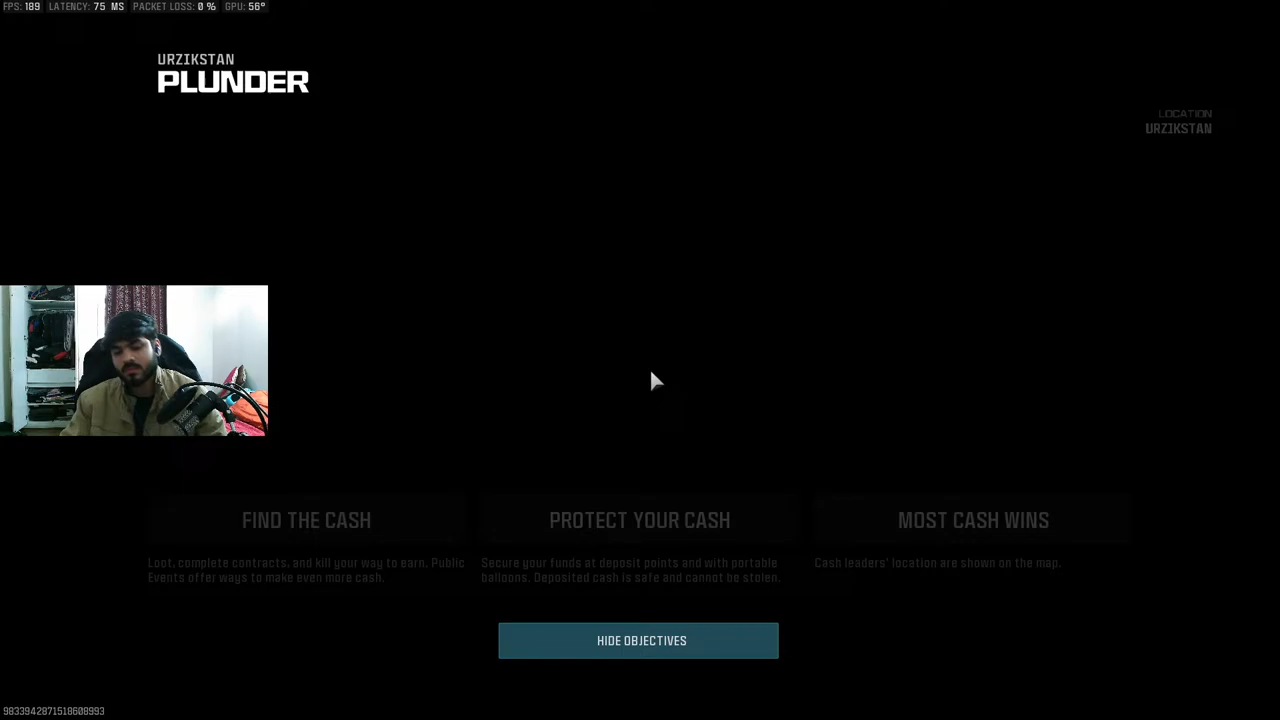 FPS: 189 LATENCY: 75 MS PACKET LOSS: 0 % GPU: 56°
URZIKSTAN
PLUNDER
LOCATION
URZIKSTAN
FIND THE CASH
Loot, complete contracts, and kill your way to earn. Public
Events offer ways to make even more cash.
PROTECT YOUR CASH
Secure your funds at deposit points and with portable
balloons. Deposited cash is safe and cannot be stolen.
MOST CASH WINS
Cash leaders' location are shown on the map.
HIDE OBJECTIVES
9833942871518608993